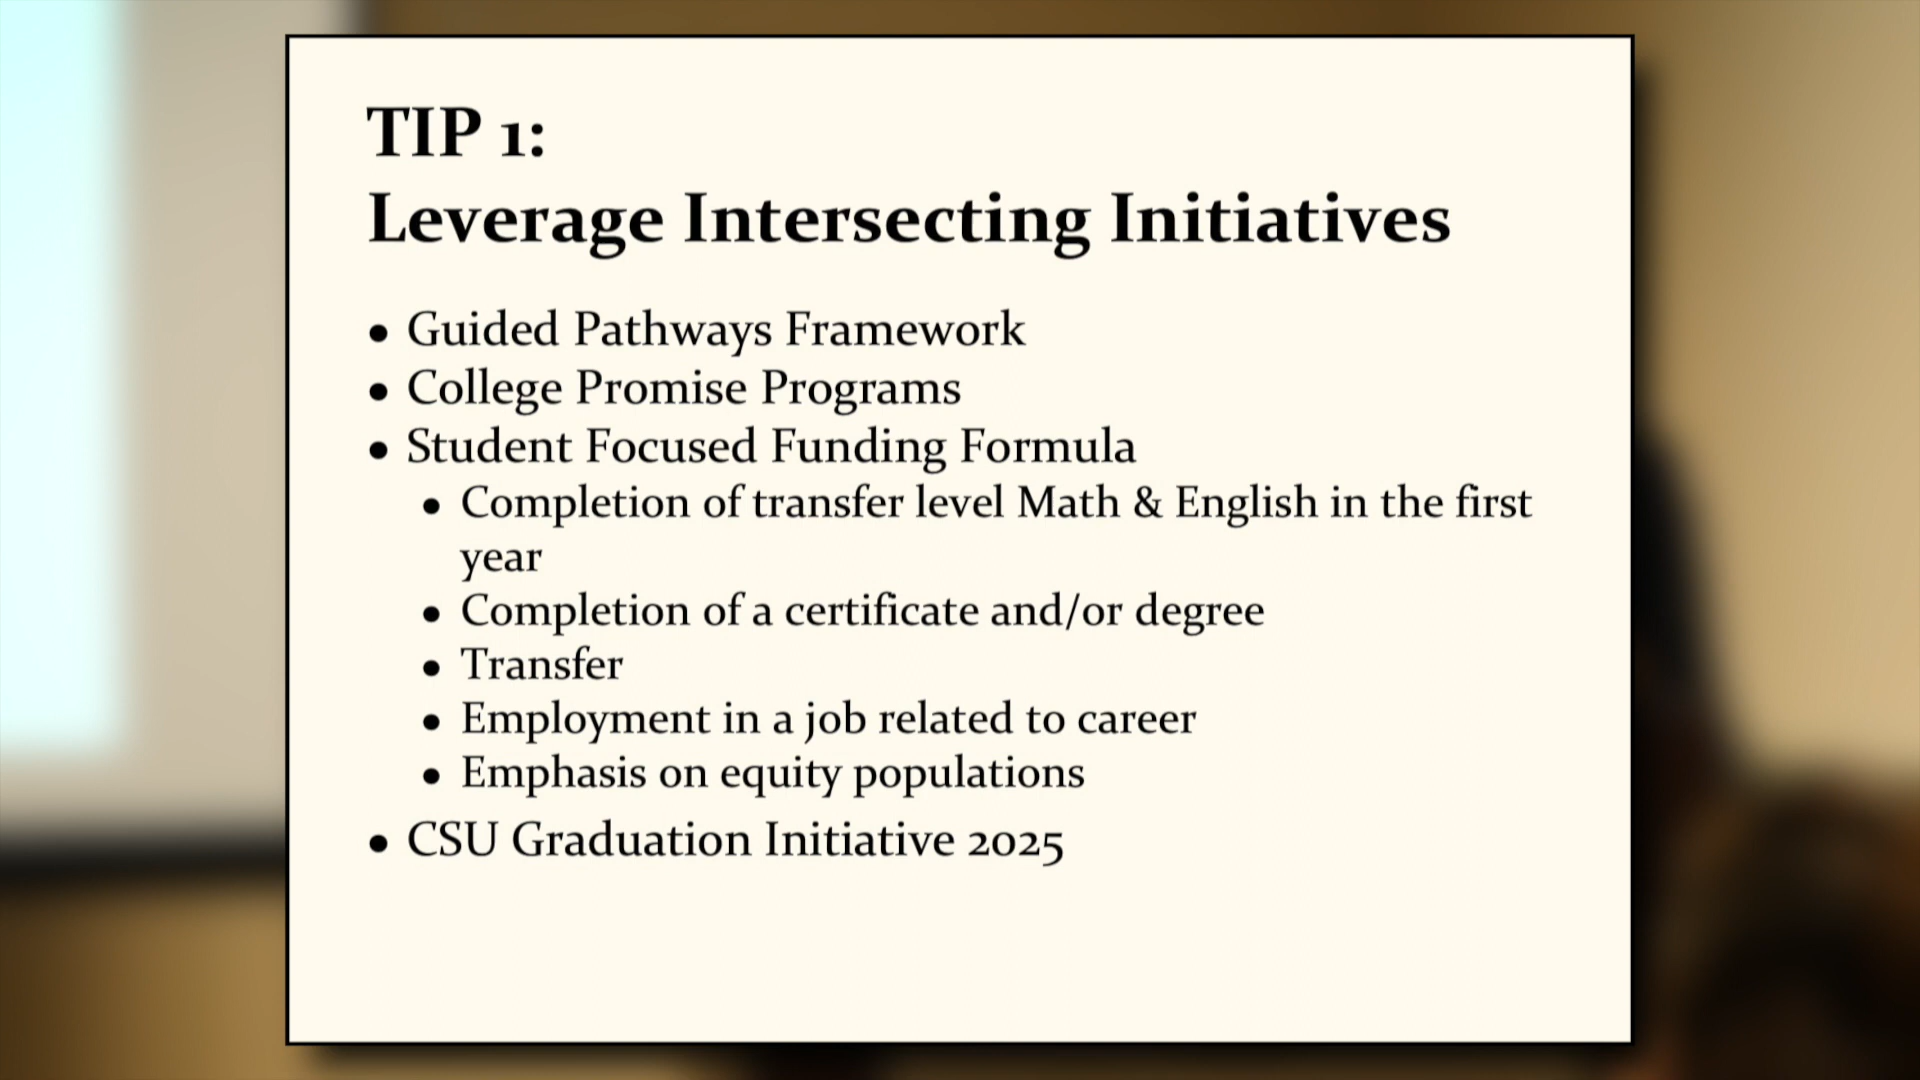 TIP 1:
Leverage Intersecting Initiatives
• Guided Pathways Framework
• College Promise Programs
• Student Focused Funding Formula
• Completion of transfer level Math & English in the first
year
• Completion of a certificate and/or degree
• Transfer
• Employment in a job related to career
• Emphasis on equity populations
• CSU Graduation Initiative 2025